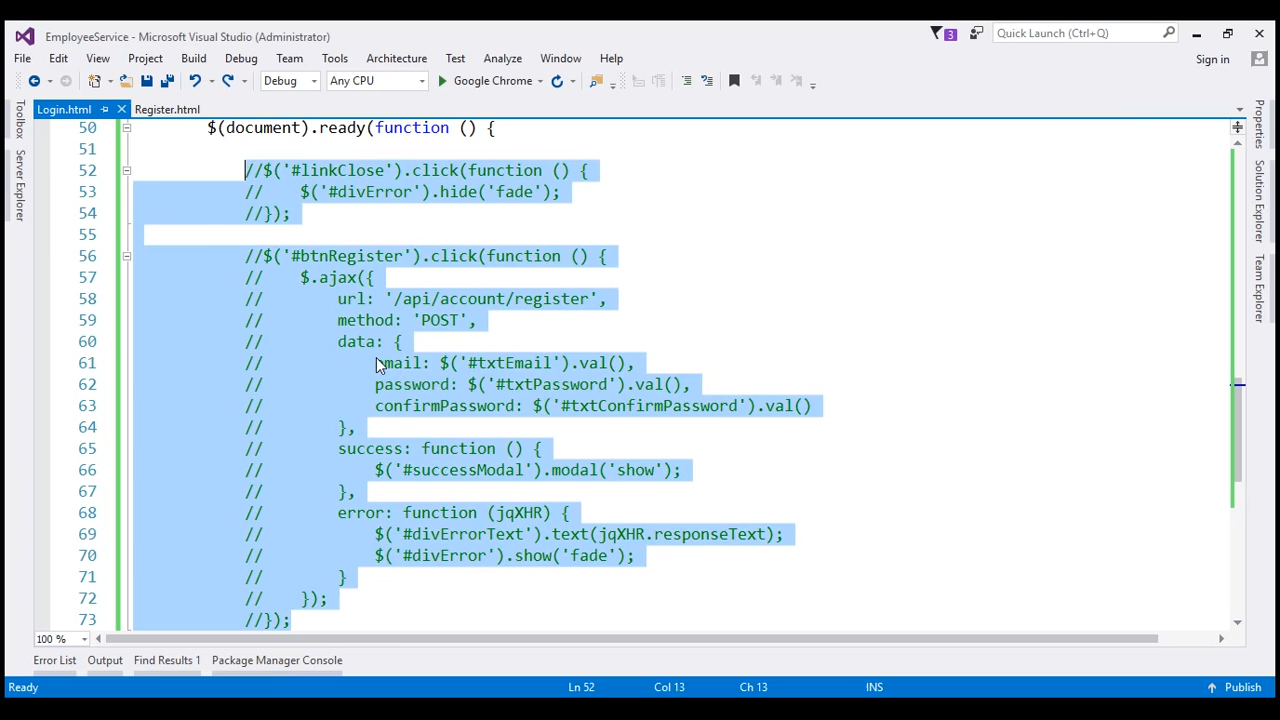 EmployeeService - Microsoft Visual Studio (Administrator)
3
Quick Launch (Ctrl+Q)
File Edit View Project Build Debug Team Tools Architecture Test Analyze Window Help
Sign in
Debug Any CPU Google Chrome
Login.html Register.html
Toolbox
Server Explorer
Properties
Solution Explorer
Team Explorer
50 $(document).ready(function () {
51
52 //$('#linkClose').click(function () {
53 // $('#divError').hide('fade');
54 //});
55
56 //$('#btnRegister').click(function () {
57 // $.ajax({
58 // url: '/api/account/register',
59 // method: 'POST',
60 // data: {
61 // email: $('#txtEmail').val(),
62 // password: $('#txtPassword').val(),
63 // confirmPassword: $('#txtConfirmPassword').val()
64 // },
65 // success: function () {
66 // $('#successModal').modal('show');
67 // },
68 // error: function (jqXHR) {
69 // $('#divErrorText').text(jqXHR.responseText);
70 // $('#divError').show('fade');
71 // }
72 // });
73 //});
100 %
Error List Output Find Results 1 Package Manager Console
Ready Ln 52 Col 13 Ch 13 INS Publish